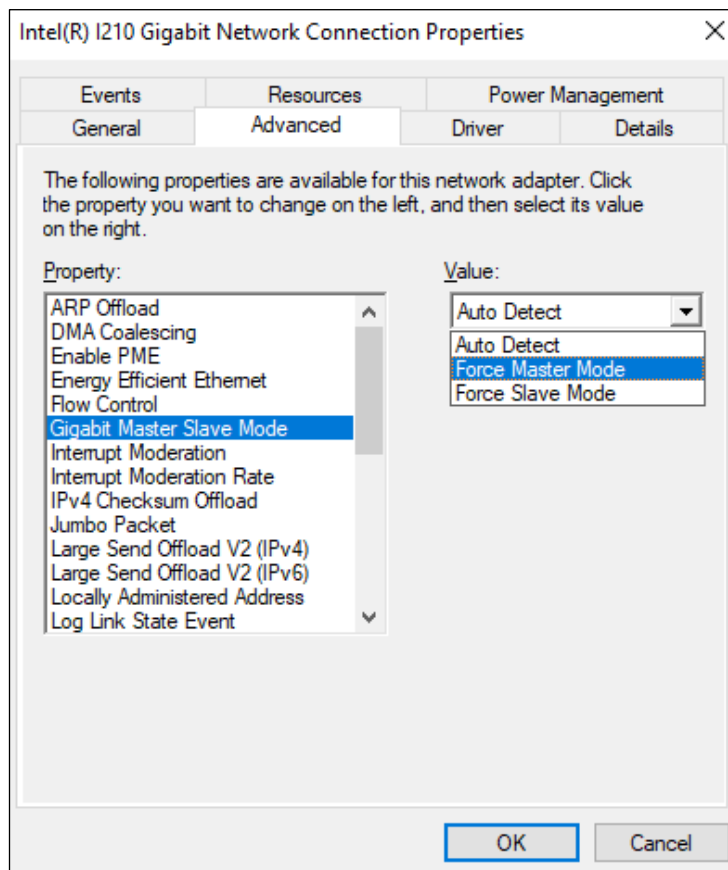 Intel(R) I210 Gigabit Network Connection Properties
Events
Resources
Power Management
General
Advanced
Driver
Details
The following properties are available for this network adapter. Click
the property you want to change on the left, and then select its value
on the right.
Property:
ARP Offload
DMA Coalescing
Enable PME
Energy Efficient Ethernet
Flow Control
Gigabit Master Slave Mode
Interrupt Moderation
Interrupt Moderation Rate
IPv4 Checksum Offload
Jumbo Packet
Large Send Offload V2 (IPv4)
Large Send Offload V2 (IPv6)
Locally Administered Address
Log Link State Event
Value:
Auto Detect
Auto Detect
Force Master Mode
Force Slave Mode
OK
Cancel